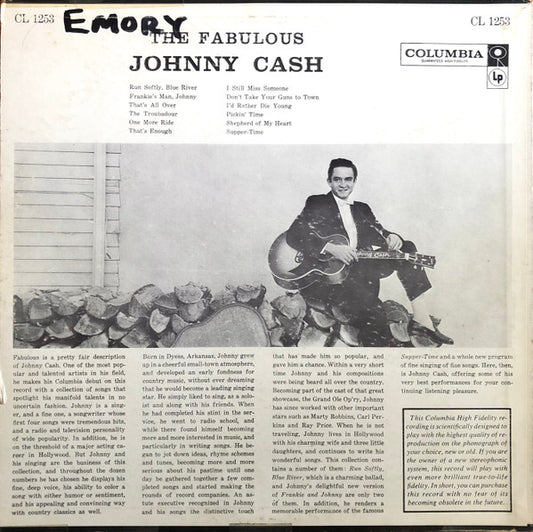 CL 1253
EMORY
CL 1253
THE FABULOUS
JOHNNY CASH
COLUMBIA
GUARANTEED HIGH FIDELITY
Lp
Run Softly, Blue River
Frankie's Man, Johnny
That's All Over
The Troubadour
One More Ride
That's Enough
I Still Miss Someone
Don't Take Your Guns to Town
I'd Rather Die Young
Pickin' Time
Shepherd of My Heart
Supper-Time
JOHNNY CASH
Fabulous is a pretty fair description
of Johnny Cash. One of the most pop-
ular and talented artists in his field,
he makes his Columbia debut on this
record with a collection of songs that
spotlight his manifold talents in no
uncertain fashion. Johnny is a sing-
er, and a fine one, a songwriter whose
first four songs were tremendous hits,
and a radio and television personality
of wide popularity. In addition, he is
on the threshold of a major acting ca-
reer in Hollywood. But Johnny and
his singing are the business of this
collection, and throughout the dozen
numbers he has chosen he displays his
fine, deep voice, his ability to color a
song with either humor or sentiment,
and his appealing and convincing way
with country classics as well.
Born in Dyess, Arkansas, Johnny grew
up in a cheerful small-town atmosphere,
and developed an early fondness for
country music, without ever dreaming
that he would become a leading singing
star. He simply liked to sing, as a solo-
ist and along with his friends. When
he had completed his stint in the serv-
ice, he went to radio school, and
while there found himself becoming
more and more interested in music, and
particularly in writing songs. He be-
gan to jot down ideas, rhyme schemes
and tunes, becoming more and more
serious about his pastime until one
day he gathered together a few com-
pleted songs and started making the
rounds of record companies. An as-
tute executive recognized in Johnny
and his songs the distinctive touch
that has made him so popular, and
gave him a chance. Within a very short
time Johnny and his compositions
were being heard all over the country.
Becoming part of the cast of that great
showcase, the Grand Ole Op'ry, Johnny
has since worked with other important
stars such as Marty Robbins, Carl Per-
kins and Ray Price. When he is not
traveling, Johnny lives in Hollywood
with his charming wife and three little
daughters, and continues to write his
wonderful songs. This collection con-
tains a number of them: Run Softly,
Blue River, which is a charming ballad,
and Johnny's delightful new version
of Frankie and Johnny are only two
of them. In addition, he renders a
memorable performance of the famous
Supper-Time and a whole new program
of fine singing of fine songs. Here, then,
is Johnny Cash, offering some of his
very best performances for your con-
tinuing listening pleasure.
This Columbia High Fidelity re-
cording is scientifically designed to
play with the highest quality of re-
production on the phonograph of
your choice, new or old. If you are
the owner of a new stereophonic
system, this record will play with
even more brilliant true-to-life
fidelity. In short, you can purchase
this record with no fear of its
becoming obsolete in the future.